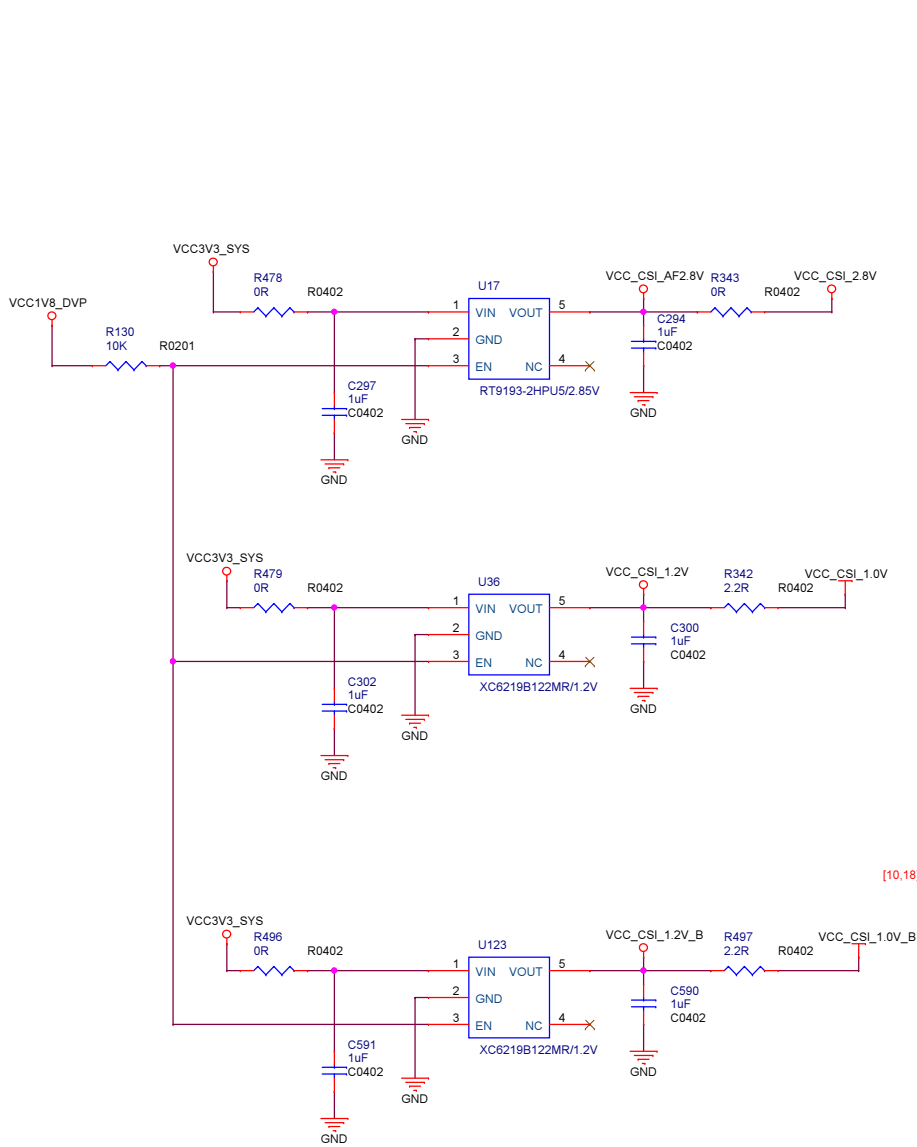 VCC3V3_SYS
VCC1V8_DVP
R130
10K
R0201
R478
0R
R0402
C297
1uF
C0402
GND
U17
1 VIN VOUT 5
2 GND
3 EN NC 4
RT9193-2HPU5/2.85V
GND
VCC_CSI_AF2.8V
C294
1uF
C0402
GND
R343
0R
R0402
VCC_CSI_2.8V
VCC3V3_SYS
R479
0R
R0402
C302
1uF
C0402
GND
U36
1 VIN VOUT 5
2 GND
3 EN NC 4
XC6219B122MR/1.2V
GND
VCC_CSI_1.2V
C300
1uF
C0402
GND
R342
2.2R
R0402
VCC_CSI_1.0V
[10,18]
VCC3V3_SYS
R496
0R
R0402
C591
1uF
C0402
GND
U123
1 VIN VOUT 5
2 GND
3 EN NC 4
XC6219B122MR/1.2V
GND
VCC_CSI_1.2V_B
C590
1uF
C0402
GND
R497
2.2R
R0402
VCC_CSI_1.0V_B